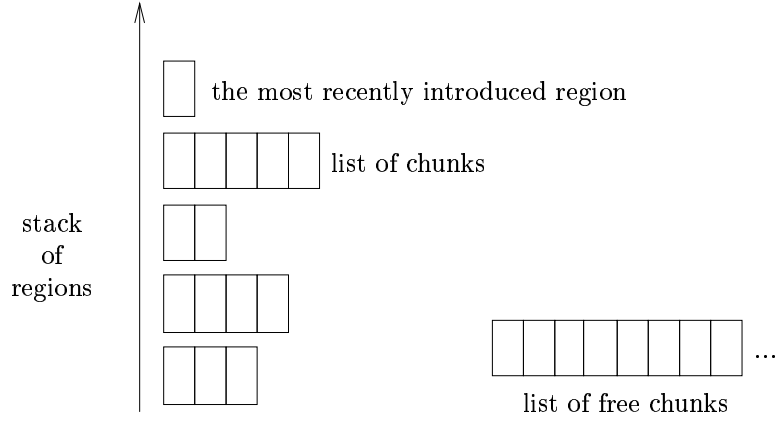 the most recently introduced region
list of chunks
stack
of
regions
...
list of free chunks